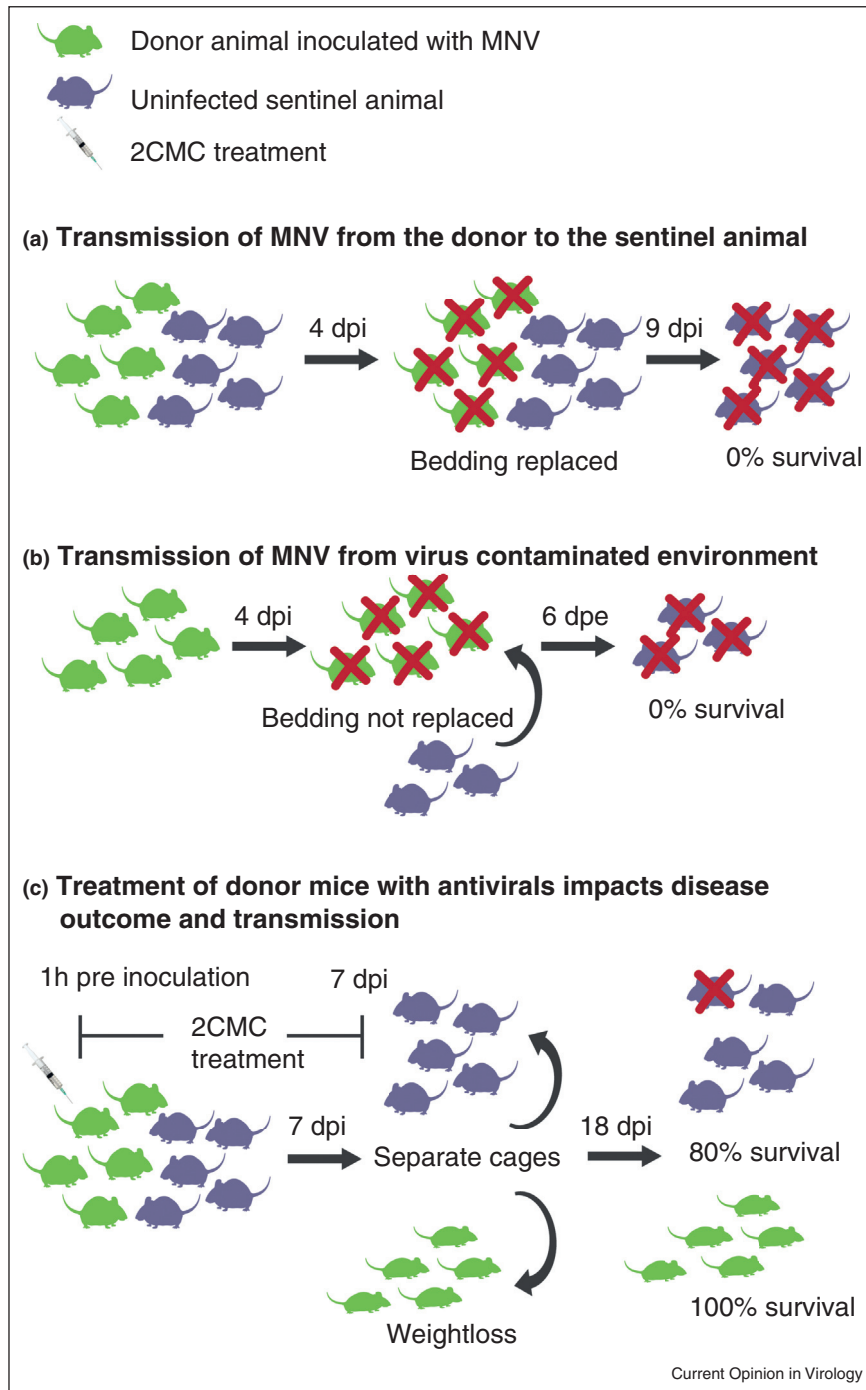 Donor animal inoculated with MNV
Uninfected sentinel animal
2CMC treatment
(a) Transmission of MNV from the donor to the sentinel animal
4 dpi
9 dpi
Bedding replaced
0% survival
(b) Transmission of MNV from virus contaminated environment
4 dpi
6 dpe
Bedding not replaced
0% survival
(c) Treatment of donor mice with antivirals impacts disease
outcome and transmission
1h pre inoculation
7 dpi
2CMC
treatment
7 dpi
Separate cages
18 dpi
80% survival
Weightloss
100% survival
Current Opinion in Virology